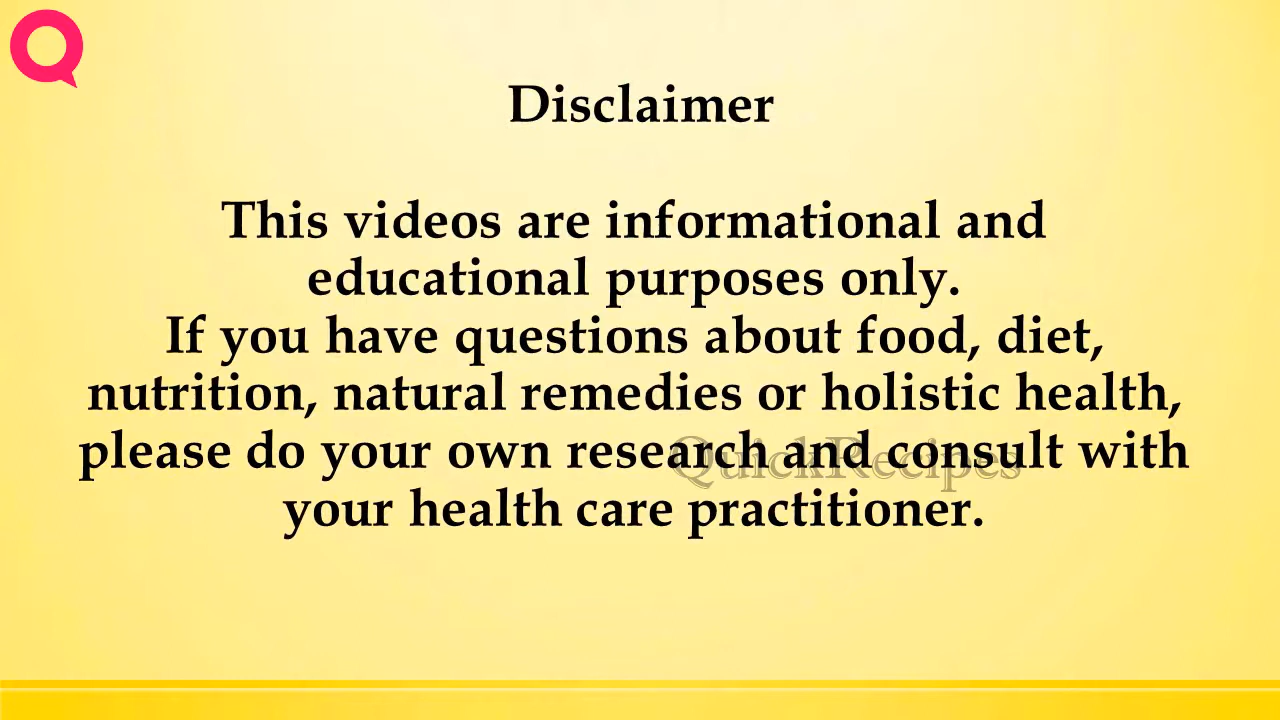 Disclaimer
This videos are informational and
educational purposes only.
If you have questions about food, diet,
nutrition, natural remedies or holistic health,
please do your own research and consult with
QuickRecipes
your health care practitioner.